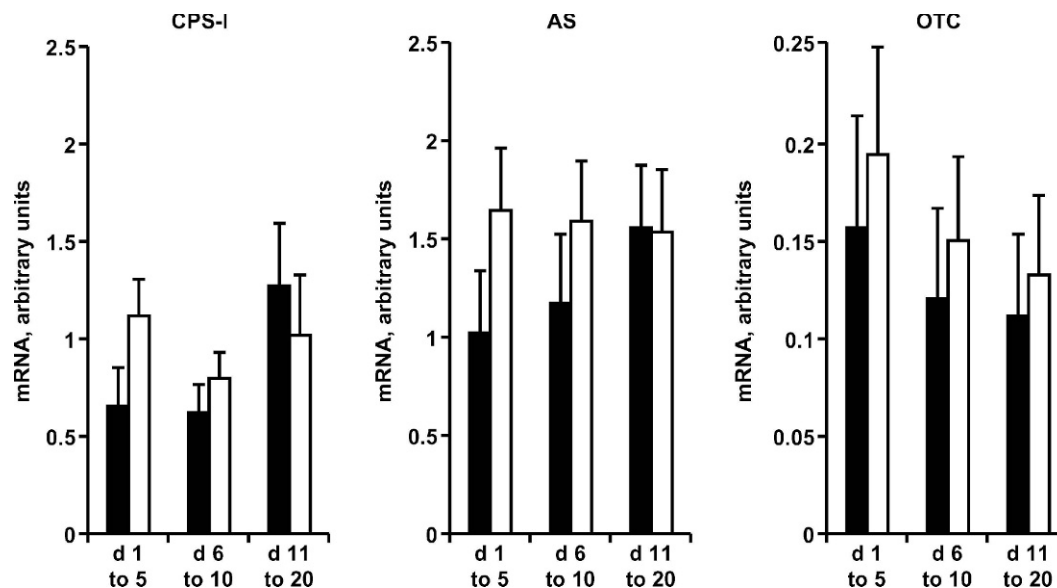 CPS-I
mRNA, arbitrary units
2.5
2
1.5
1
0.5
0
d 1
to 5
d 6
to 10
d 11
to 20
AS
mRNA, arbitrary units
2.5
2
1.5
1
0.5
0
d 1
to 5
d 6
to 10
d 11
to 20
OTC
mRNA, arbitrary units
0.25
0.2
0.15
0.1
0.05
0
d 1
to 5
d 6
to 10
d 11
to 20